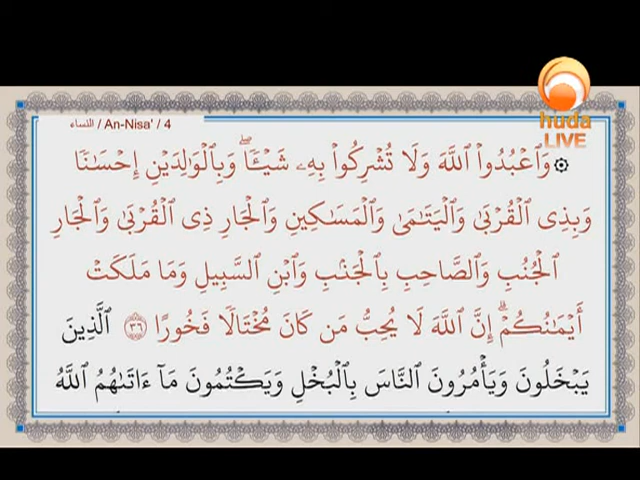 النساء / An-Nisa' / 4
huda
LIVE
۞ وَٱعۡبُدُواْ ٱللَّهَ وَلَا تُشۡرِكُواْ بِهِۦ شَيۡـٔٗاۖ وَبِٱلۡوَٰلِدَيۡنِ إِحۡسَٰنٗا
وَبِذِي ٱلۡقُرۡبَىٰ وَٱلۡيَتَٰمَىٰ وَٱلۡمَسَٰكِينِ وَٱلۡجَارِ ذِي ٱلۡقُرۡبَىٰ وَٱلۡجَارِ
ٱلۡجُنُبِ وَٱلصَّاحِبِ بِٱلۡجَنۢبِ وَٱبۡنِ ٱلسَّبِيلِ وَمَا مَلَكَتۡ
أَيۡمَٰنُكُمۡۗ إِنَّ ٱللَّهَ لَا يُحِبُّ مَن كَانَ مُخۡتَالٗا فَخُورًا ٣٦ ٱلَّذِينَ
يَبۡخَلُونَ وَيَأۡمُرُونَ ٱلنَّاسَ بِٱلۡبُخۡلِ وَيَكۡتُمُونَ مَآ ءَاتَىٰهُمُ ٱللَّهُ